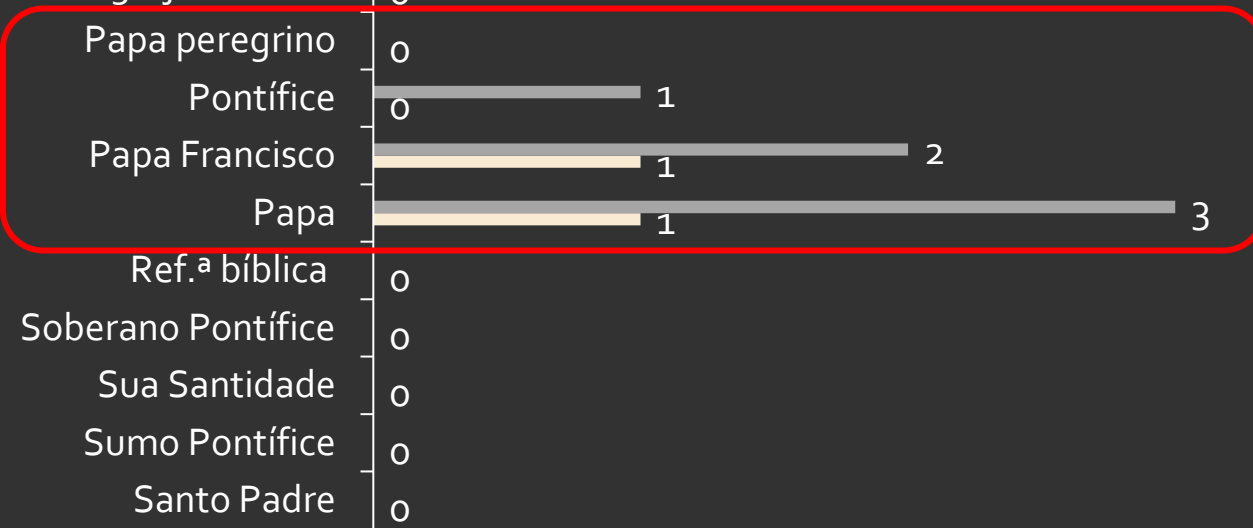 0
Papa peregrino 0
Pontífice 1
0
Papa Francisco 2
1
Papa 3
1
Ref.ª bíblica 0
Soberano Pontífice 0
Sua Santidade 0
Sumo Pontífice 0
Santo Padre 0